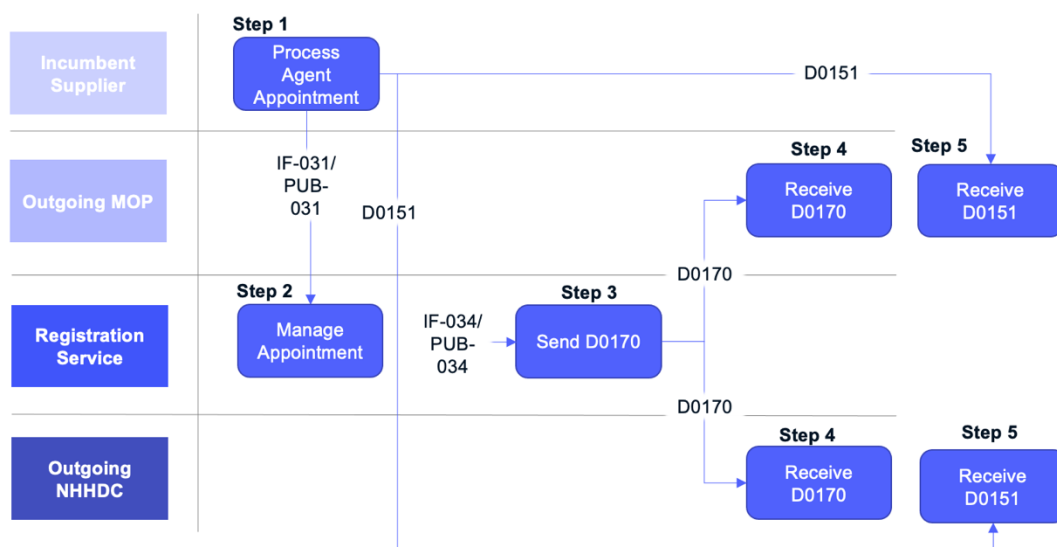 Step 1
Incumbent
Supplier
Process
Agent
Appointment
D0151
IF-031/
PUB-
031
D0151
Step 4
Step 5
Outgoing MOP
Receive
D0170
Receive
D0151
D0170
Step 2
Step 3
Registration
Service
Manage
Appointment
IF-034/
PUB-
034
Send D0170
D0170
Step 4
Step 5
Outgoing
NHHDC
Receive
D0170
Receive
D0151